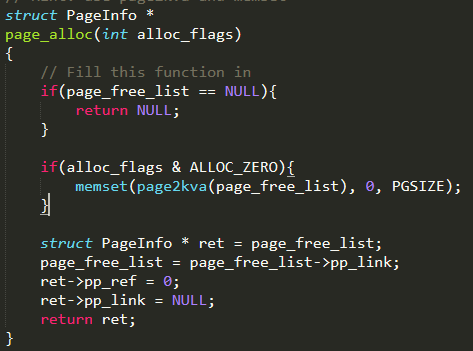 struct PageInfo *
page_alloc(int alloc_flags)
{
    // Fill this function in
    if(page_free_list == NULL){
        return NULL;
    }

    if(alloc_flags & ALLOC_ZERO){
        memset(page2kva(page_free_list), 0, PGSIZE);
    }

    struct PageInfo * ret = page_free_list;
    page_free_list = page_free_list->pp_link;
    ret->pp_ref = 0;
    ret->pp_link = NULL;
    return ret;
}